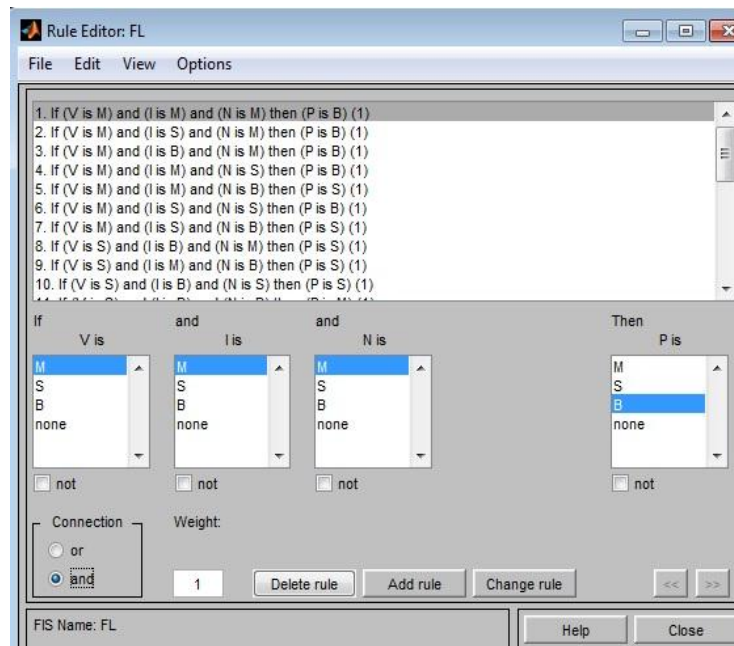 Rule Editor: FL
File Edit View Options
1. If (V is M) and (I is M) and (N is M) then (P is B) (1)
2. If (V is M) and (I is S) and (N is M) then (P is B) (1)
3. If (V is M) and (I is B) and (N is M) then (P is B) (1)
4. If (V is M) and (I is M) and (N is S) then (P is B) (1)
5. If (V is M) and (I is M) and (N is B) then (P is S) (1)
6. If (V is M) and (I is S) and (N is S) then (P is B) (1)
7. If (V is M) and (I is S) and (N is B) then (P is S) (1)
8. If (V is S) and (I is B) and (N is M) then (P is S) (1)
9. If (V is S) and (I is M) and (N is B) then (P is S) (1)
10. If (V is S) and (I is B) and (N is S) then (P is S) (1)
If and and Then
V is I is N is P is
M M M M
S S S S
B B B B
none none none none
not not not not
Connection Weight:
or
and 1 Delete rule Add rule Change rule << >>
FIS Name: FL Help Close